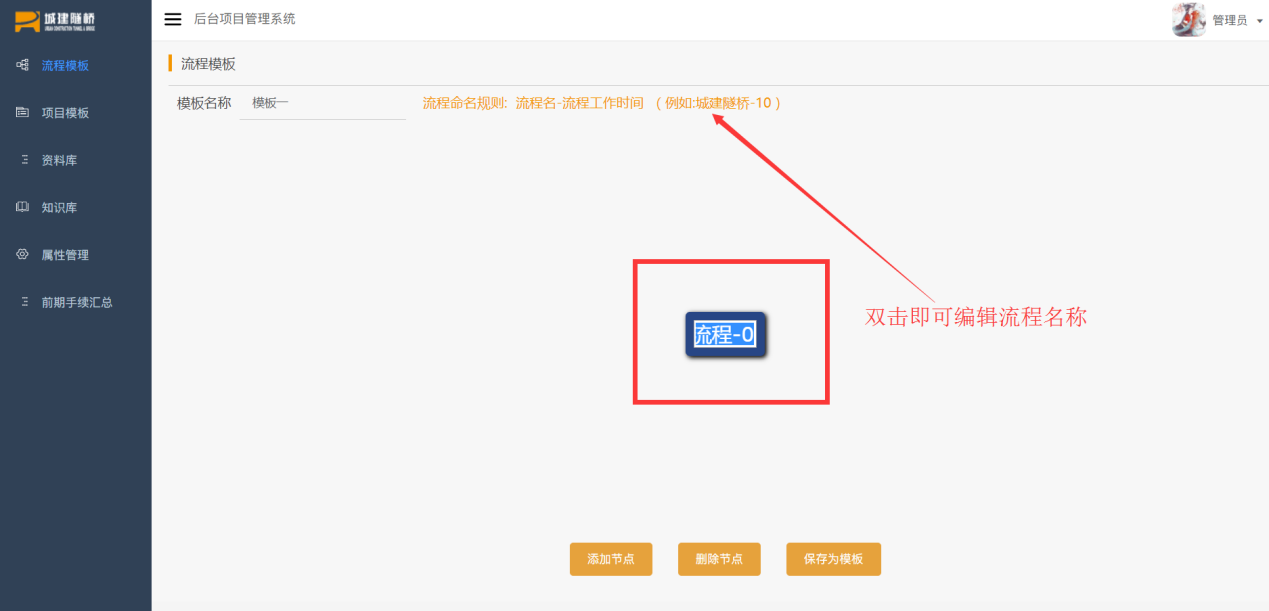 城建隧桥
后台项目管理系统
管理员
流程模板
项目模板
资料库
知识库
属性管理
前期手续汇总
流程模板
模板名称 模板一 流程命名规则: 流程名-流程工作时间 ( 例如:城建隧桥-10 )
双击即可编辑流程名称
流程-0
添加节点 删除节点 保存为模板